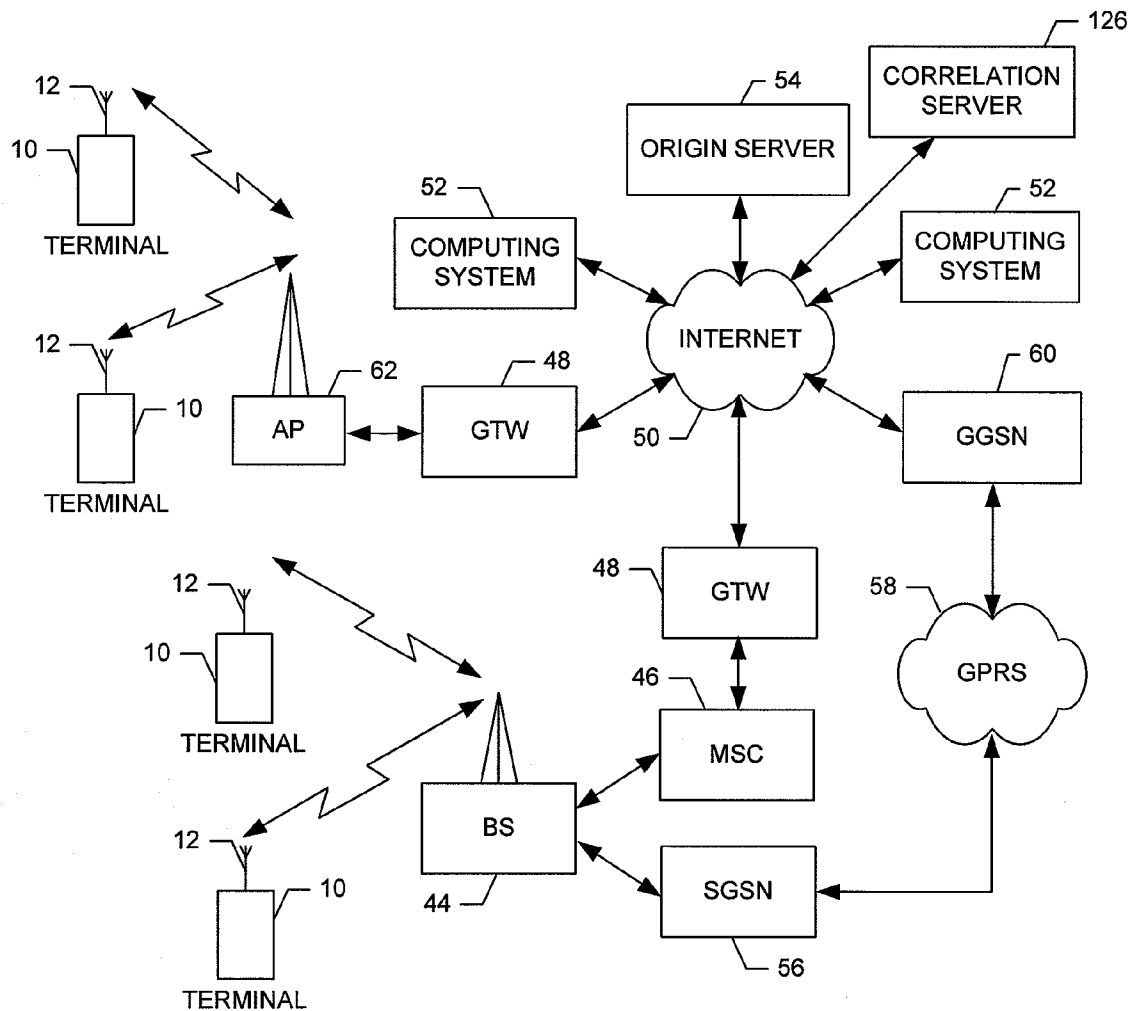 126
CORRELATION
SERVER
54
ORIGIN SERVER
12
10
TERMINAL
52
COMPUTING
SYSTEM
52
COMPUTING
SYSTEM
INTERNET
50
12
10
TERMINAL
62
AP
48
GTW
60
GGSN
48
GTW
58
GPRS
12
10
TERMINAL
46
MSC
BS
44
12
10
TERMINAL
SGSN
56